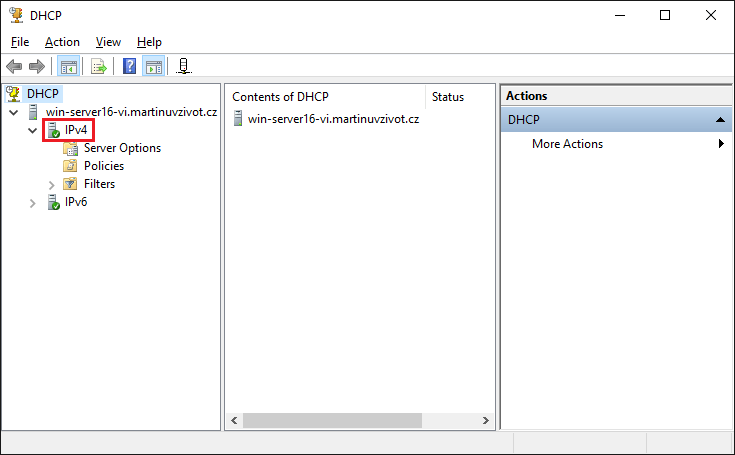 DHCP
File Action View Help
DHCP
win-server16-vi.martinuvzivot.cz
IPv4
Server Options
Policies
Filters
IPv6
Contents of DHCP Status
win-server16-vi.martinuvzivot.cz
Actions
DHCP
More Actions